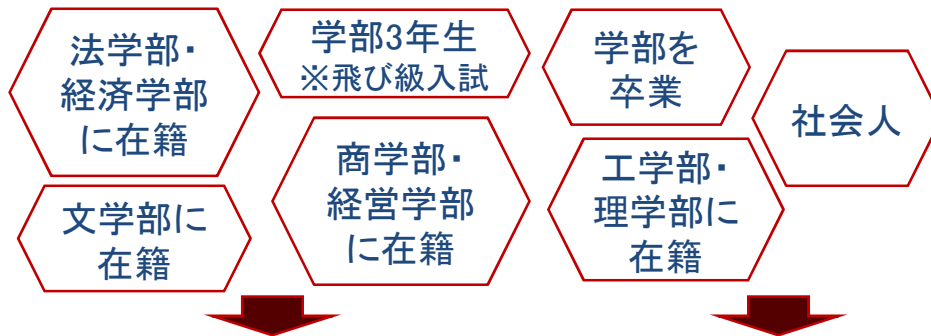 法学部・
経済学部
に在籍
学部3年生
※飛び級入試
学部を
卒業
社会人
文学部に
在籍
商学部・
経営学部
に在籍
工学部・
理学部に
在籍